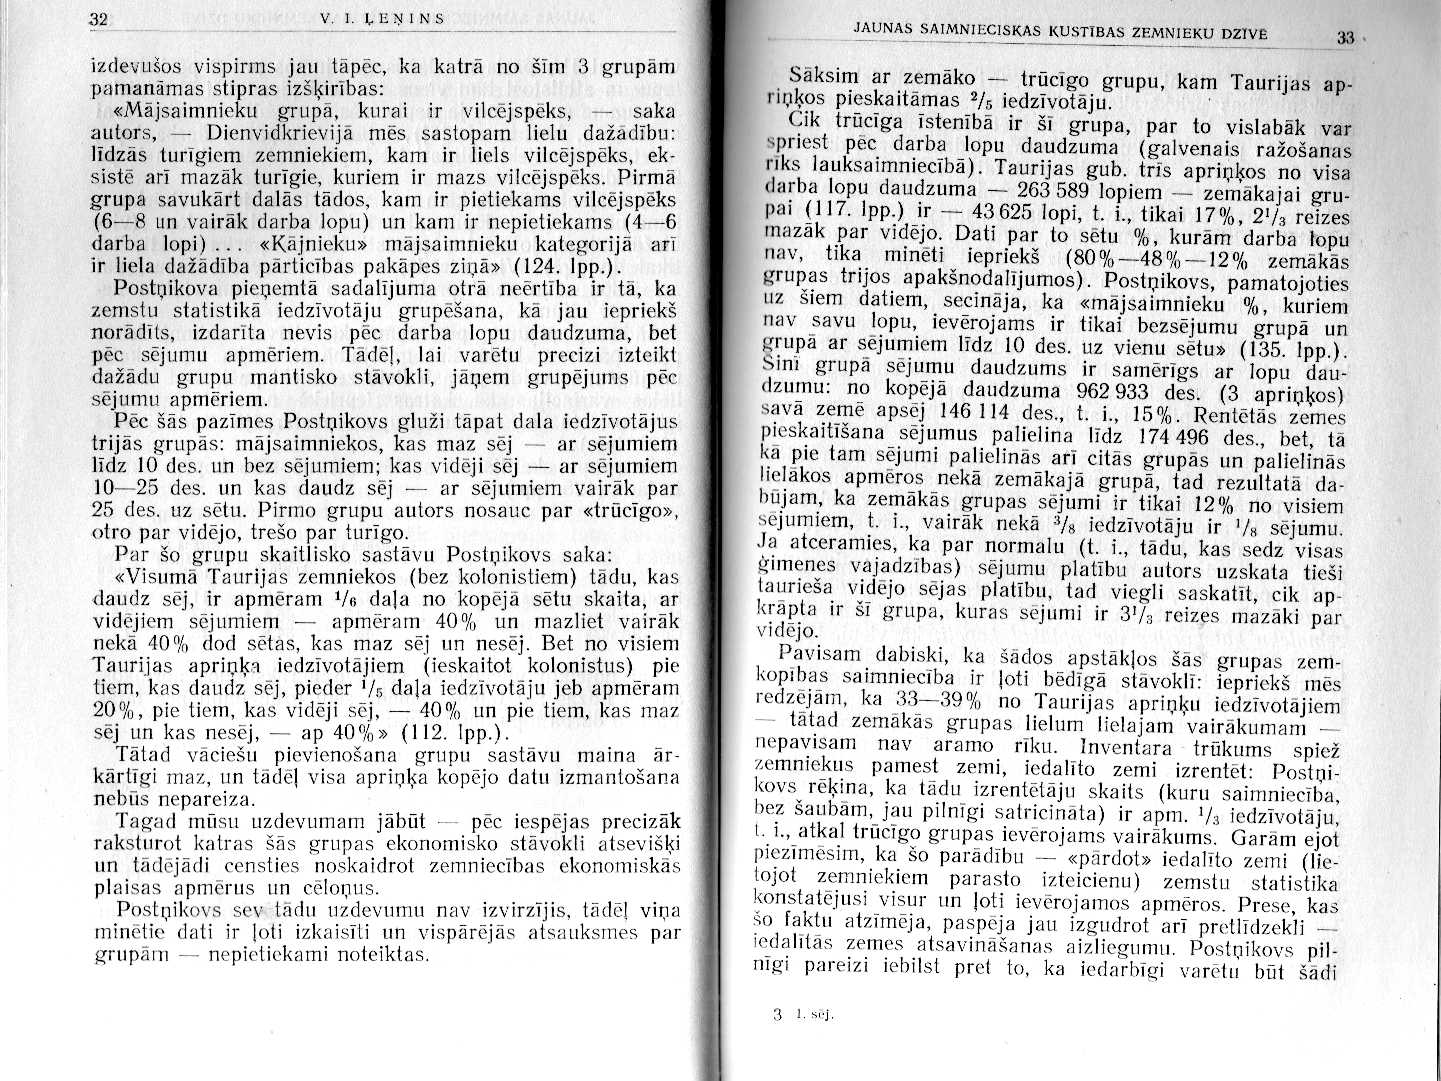 32
V. I. ĻEŅINS
izdevušos vispirms jau tāpēc, ka katrā no šīm 3 grupām
pamanāmas stipras izšķirības:
«Mājsaimnieku grupā, kurai ir vilcējspēks, — saka
autors, — Dienvidkrievijā mēs sastopam lielu dažādību:
līdzās turīgiem zemniekiem, kam ir liels vilcējspēks, ek-
sistē arī mazāk turīgie, kuriem ir mazs vilcējspēks. Pirmā
grupa savukārt dalās tādos, kam ir pietiekams vilcējspēks
(6—8 un vairāk darba lopu) un kam ir nepietiekams (4—6
darba lopi) ... «Kājnieku» mājsaimnieku kategorijā arī
ir liela dažādība pārticības pakāpes ziņā» (124. lpp.).
Postņikova pieņemtā sadalījuma otrā neērtība ir tā, ka
zemstu statistikā iedzīvotāju grupēšana, kā jau iepriekš
norādīts, izdarīta nevis pēc darba lopu daudzuma, bet
pēc sējumu apmēriem. Tādēļ, lai varētu precīzi izteikt
dažādu grupu mantisko stāvokli, jāņem grupējums pēc
sējumu apmēriem.
Pēc šās pazīmes Postņikovs gluži tāpat dala iedzīvotājus
trijās grupās: mājsaimniekos, kas maz sēj — ar sējumiem
līdz 10 des. un bez sējumiem; kas vidēji sēj — ar sējumiem
10—25 des. un kas daudz sēj — ar sējumiem vairāk par
25 des. uz sētu. Pirmo grupu autors nosauc par «trūcīgo»,
otro par vidējo, trešo par turīgo.
Par šo grupu skaitlisko sastāvu Postņikovs saka:
«Visumā Taurijas zemniekos (bez kolonistiem) tādu, kas
daudz sēj, ir apmēram 1/6 daļa no kopējā sētu skaita, ar
vidējiem sējumiem — apmēram 40% un mazliet vairāk
nekā 40% dod sētas, kas maz sēj un nesēj. Bet no visiem
Taurijas apriņķa iedzīvotājiem (ieskaitot kolonistus) pie
tiem, kas daudz sēj, pieder 1/5 daļa iedzīvotāju jeb apmēram
20%, pie tiem, kas vidēji sēj, — 40% un pie tiem, kas maz
sēj un kas nesēj, — ap 40%» (112. lpp.).
Tātad vāciešu pievienošana grupu sastāvu maina ār-
kārtīgi maz, un tādēļ visa apriņķa kopējo datu izmantošana
nebūs nepareiza.
Tagad mūsu uzdevumam jābūt — pēc iespējas precīzāk
raksturot katras šās grupas ekonomisko stāvokli atsevišķi
un tādējādi censties noskaidrot zemniecības ekonomiskās
plaisas apmērus un cēloņus.
Postņikovs sev tādu uzdevumu nav izvirzījis, tādēļ viņa
minētie dati ir ļoti izkaisīti un vispārējās atsauksmes par
grupām — nepietiekami noteiktas.
JAUNAS SAIMNIECISKAS KUSTĪBAS ZEMNIEKU DZĪVĒ
33
Sāksim ar zemāko — trūcīgo grupu, kam Taurijas ap-
riņķos pieskaitāmas 2/5 iedzīvotāju.
Cik trūcīga īstenībā ir šī grupa, par to vislabāk var
spriest pēc darba lopu daudzuma (galvenais ražošanas
rīks lauksaimniecībā). Taurijas gub. trīs apriņķos no visa
darba lopu daudzuma — 263 589 lopiem — zemākajai gru-
pai (117. lpp.) ir — 43 625 lopi, t. i., tikai 17%, 2 1/3 reizes
mazāk par vidējo. Dati par to sētu %, kurām darba lopu
nav, tika minēti iepriekš (80%—48%—12% zemākās
grupas trijos apakšnodalījumos). Postņikovs, pamatojoties
uz šiem datiem, secināja, ka «mājsaimnieku %, kuriem
nav savu lopu, ievērojams ir tikai bezsējumu grupā un
grupā ar sējumiem līdz 10 des. uz vienu sētu» (135. lpp.).
Šinī grupā sējumu daudzums ir samērīgs ar lopu dau-
dzumu: no kopējā daudzuma 962 933 des. (3 apriņķos)
savā zemē apsēj 146 114 des., t. i., 15%. Rentētās zemes
pieskaitīšana sējumus palielina līdz 174 496 des., bet, tā
kā pie tam sējumi palielinās arī citās grupās un palielinās
lielākos apmēros nekā zemākajā grupā, tad rezultatā da-
būjam, ka zemākās grupas sējumi ir tikai 12% no visiem
sējumiem, t. i., vairāk nekā 3/8 iedzīvotāju ir 1/8 sējumu.
Ja atceramies, ka par normalu (t. i., tādu, kas sedz visas
ģimenes vajadzības) sējumu platību autors uzskata tieši
taurieša vidējo sējas platību, tad viegli saskatīt, cik ap-
krāpta ir šī grupa, kuras sējumi ir 3 1/3 reizes mazāki par
vidējo.
Pavisam dabiski, ka šādos apstākļos šās grupas zem-
kopības saimniecība ir ļoti bēdīgā stāvoklī: iepriekš mēs
redzējām, ka 33—39% no Taurijas apriņķu iedzīvotājiem
— tātad zemākās grupas lielum lielajam vairākumam —
nepavisam nav aramo rīku. Inventara trūkums spiež
zemniekus pamest zemi, iedalīto zemi izrentēt: Postņi-
kovs rēķina, ka tādu izrentētāju skaits (kuru saimniecība,
bez šaubām, jau pilnīgi satricināta) ir apm. 1/3 iedzīvotāju,
t. i., atkal trūcīgo grupas ievērojams vairākums. Garām ejot
piezīmēsim, ka šo parādību — «pārdot» iedalīto zemi (lie-
tojot zemniekiem parasto izteicienu) zemstu statistika
konstatējusi visur un ļoti ievērojamos apmēros. Prese, kas
šo faktu atzīmēja, paspēja jau izgudrot arī pretlīdzekli —
iedalītās zemes atsavināšanas aizliegumu. Postņikovs pil-
nīgi pareizi iebilst pret to, ka iedarbīgi varētu būt šādi
3 1. sēj.